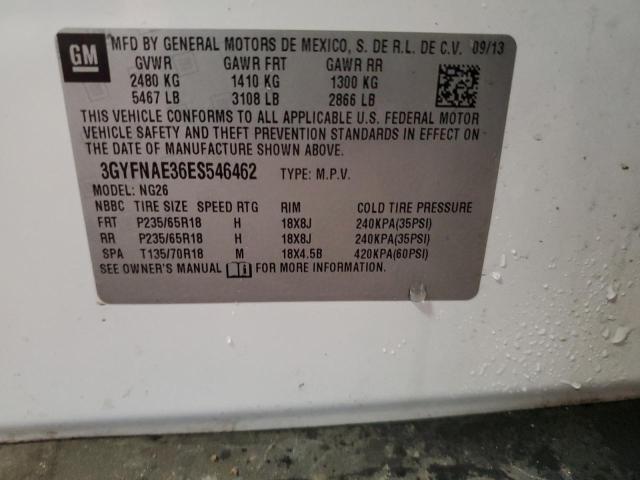 GM
MFD BY GENERAL MOTORS DE MEXICO, S. DE R.L. DE C.V. 09/13
GVWR GAWR FRT GAWR RR
2480 KG 1410 KG 1300 KG
5467 LB 3108 LB 2866 LB
THIS VEHICLE CONFORMS TO ALL APPLICABLE U.S. FEDERAL MOTOR
VEHICLE SAFETY AND THEFT PREVENTION STANDARDS IN EFFECT ON
THE DATE OF MANUFACTURE SHOWN ABOVE.
3GYFNAE36ES546462 TYPE: M.P.V.
MODEL: NG26
NBBC TIRE SIZE SPEED RTG RIM COLD TIRE PRESSURE
FRT P235/65R18 H 18X8J 240KPA(35PSI)
RR P235/65R18 H 18X8J 240KPA(35PSI)
SPA T135/70R18 M 18X4.5B 420KPA(60PSI)
SEE OWNER'S MANUAL FOR MORE INFORMATION.